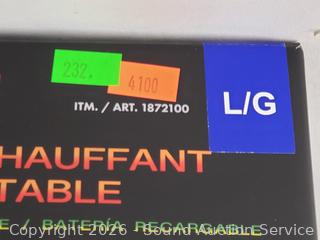 232.
4100
ITM. / ART. 1872100
L/G
HAUFFANT
TABLE
E / BATERÍA RECARGABLE
Copyright 2026 - Sound Auction Service